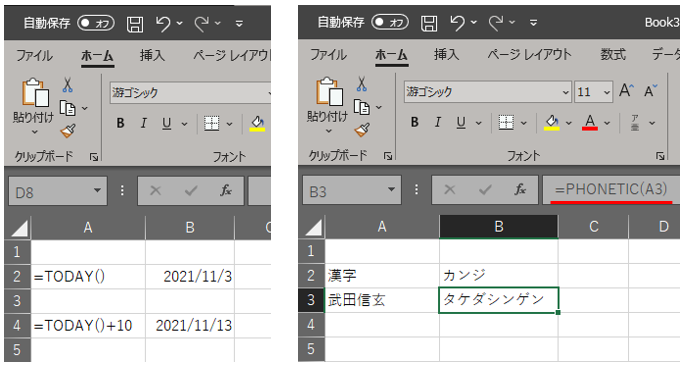 自動保存 オフ
ファイル ホーム 挿入 ページ レイアウト
游ゴシック
貼り付け
B I U
クリップボード フォント
D8 fx
A B
1
2 =TODAY() 2021/11/3
3
4 =TODAY()+10 2021/11/13
5
自動保存 オフ Book3
ファイル ホーム 挿入 ページ レイアウト 数式 デー
游ゴシック 11 A A
貼り付け
B I U A ア亜
クリップボード フォント
B3 fx =PHONETIC(A3)
A B C D
1
2 漢字 カンジ
3 武田信玄 タケダシンゲン
4
5